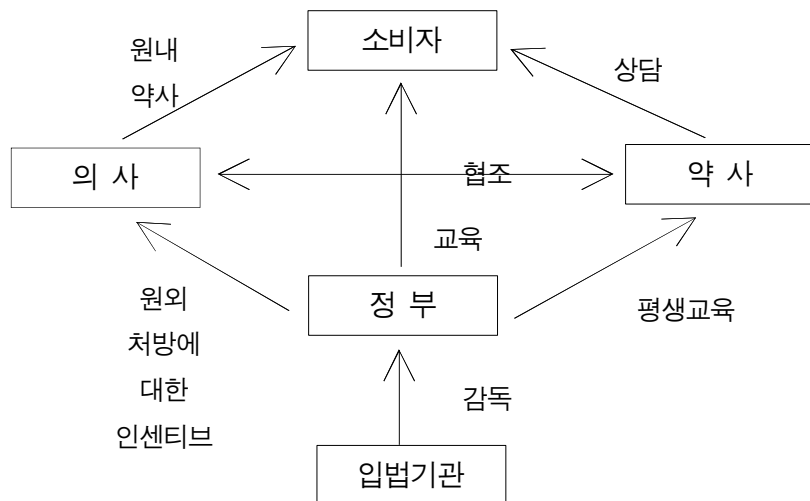 소비자
원내
약사
상담
의 사
협조
약 사
교육
정 부
원외
처방에
대한
인센티브
평생교육
감독
입법기관